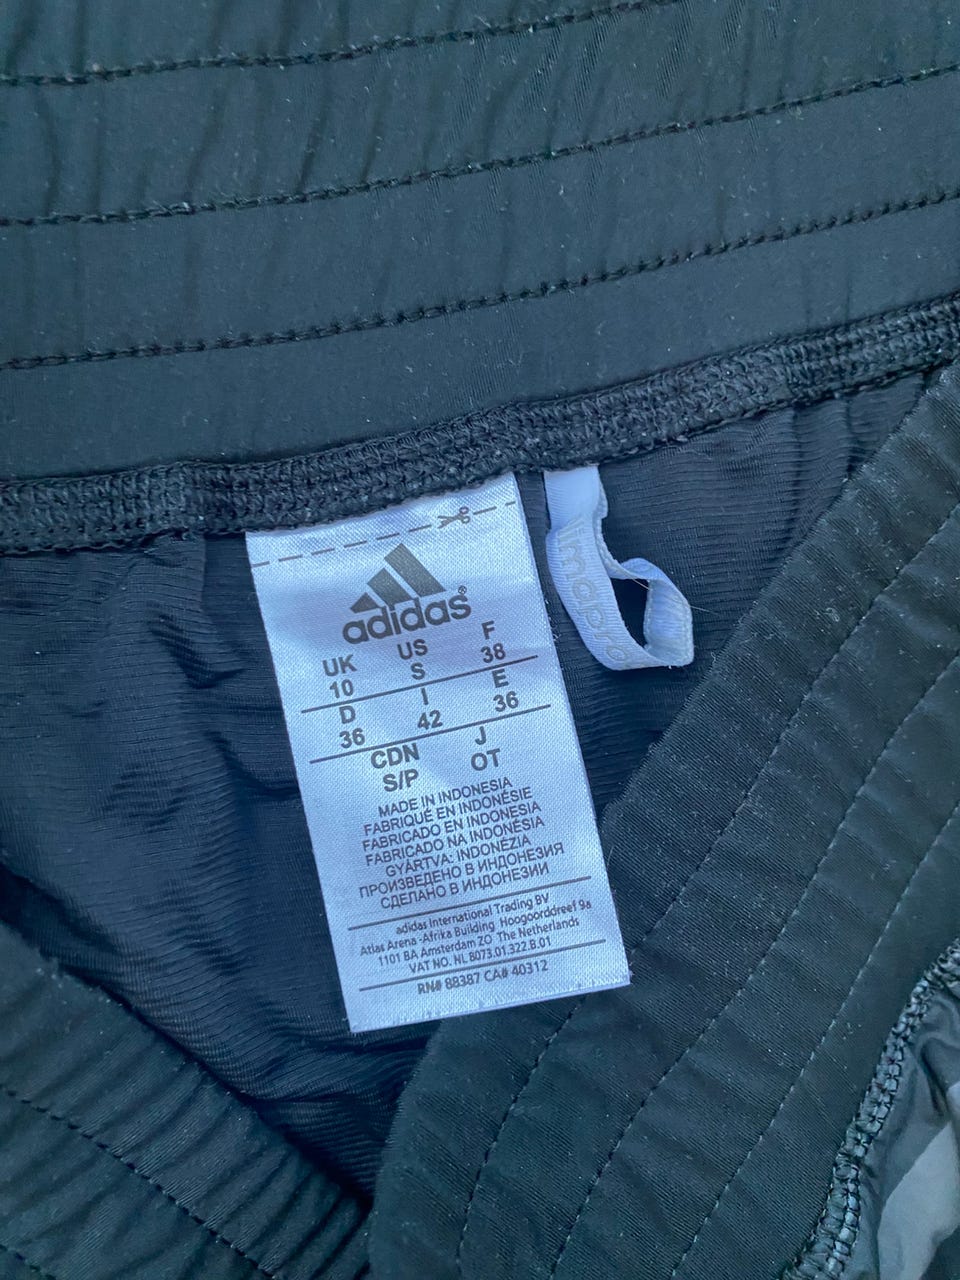 adidas®
UK US F
10 S 38
D I E
36 42 36
CDN J
S/P OT
MADE IN INDONESIA
FABRIQUÉ EN INDONÉSIE
FABRICADO EN INDONESIA
FABRICADO NA INDONÉSIA
GYÁRTVA: INDONÉZIA
ПРОИЗВЕДЕНО В ИНДОНЕЗИЯ
СДЕЛАНО В ИНДОНЕЗИИ
adidas International Trading BV
Atlas Arena -Afrika Building Hoogoorddreef 9a
1101 BA Amsterdam ZO The Netherlands
VAT NO. NL 8073.01.322.B.01
RN# 88387 CA# 40312